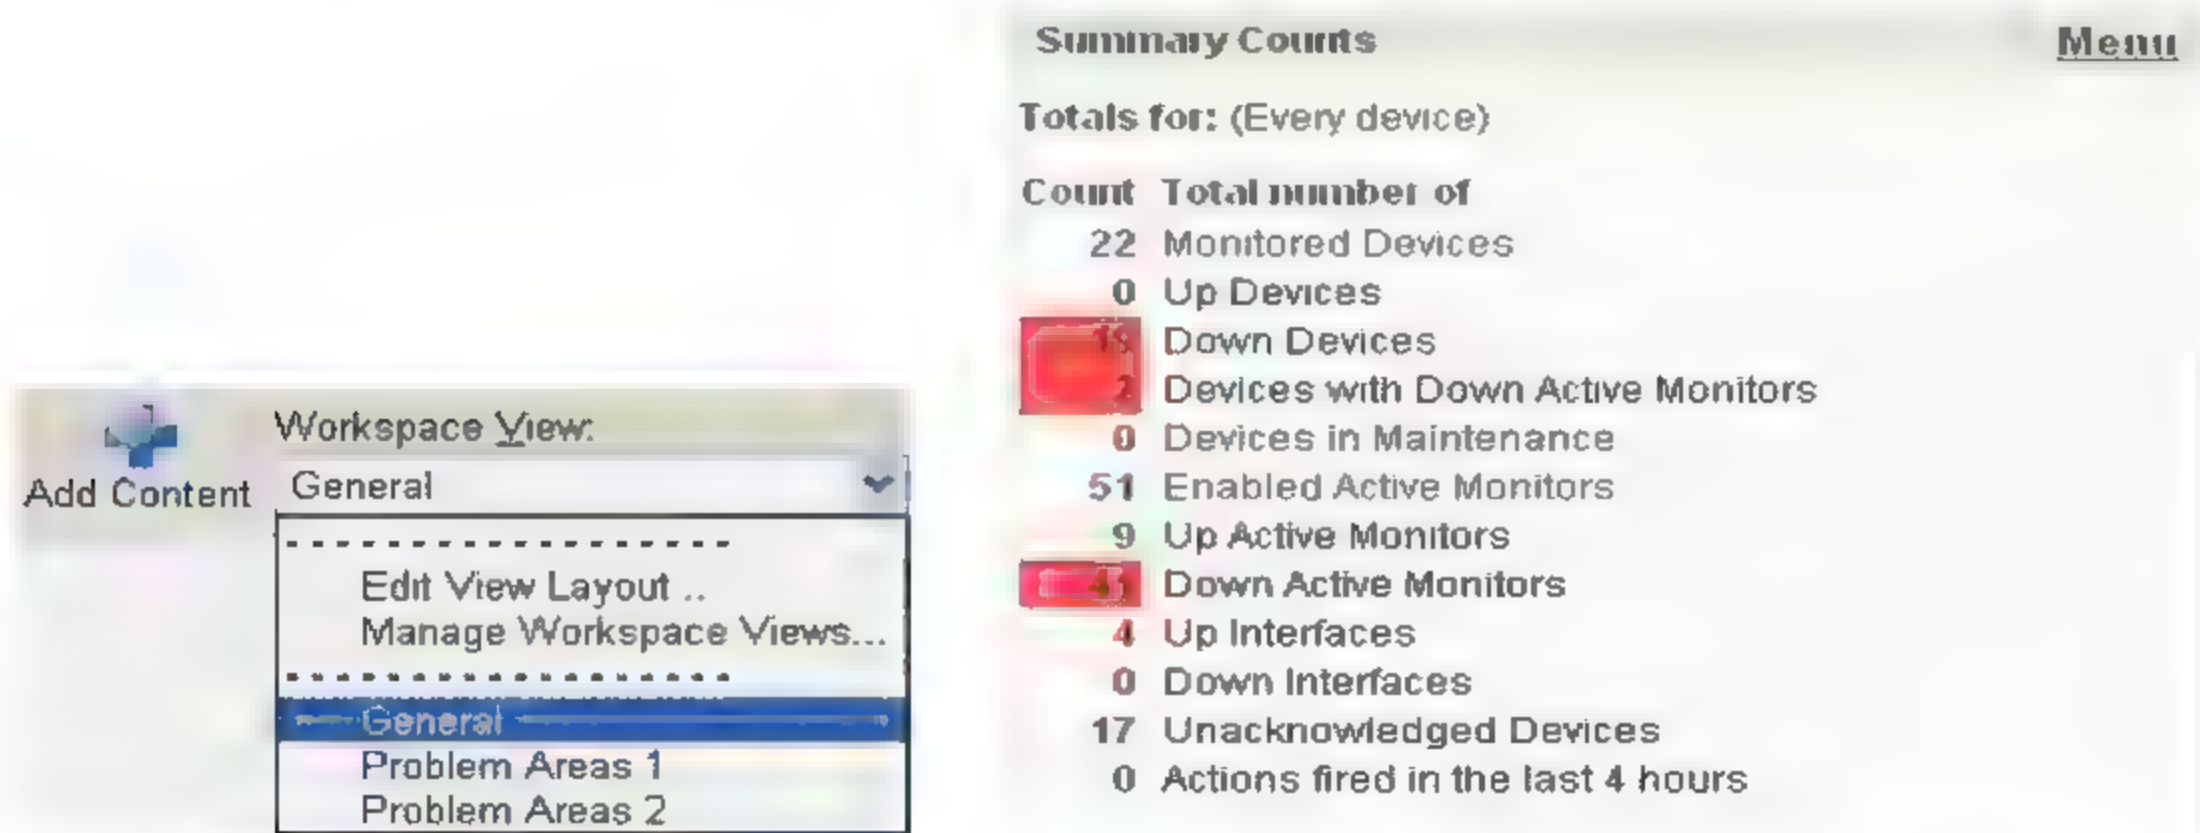 Add Content
Workspace View:
General
Edit View Layout ..
Manage Workspace Views...
General
Problem Areas 1
Problem Areas 2
Summary Counts
Menu
Totals for: (Every device)
Count Total number of
22 Monitored Devices
0 Up Devices
Down Devices
2 Devices with Down Active Monitors
0 Devices in Maintenance
51 Enabled Active Monitors
9 Up Active Monitors
Down Active Monitors
4 Up Interfaces
0 Down Interfaces
17 Unacknowledged Devices
0 Actions fired in the last 4 hours